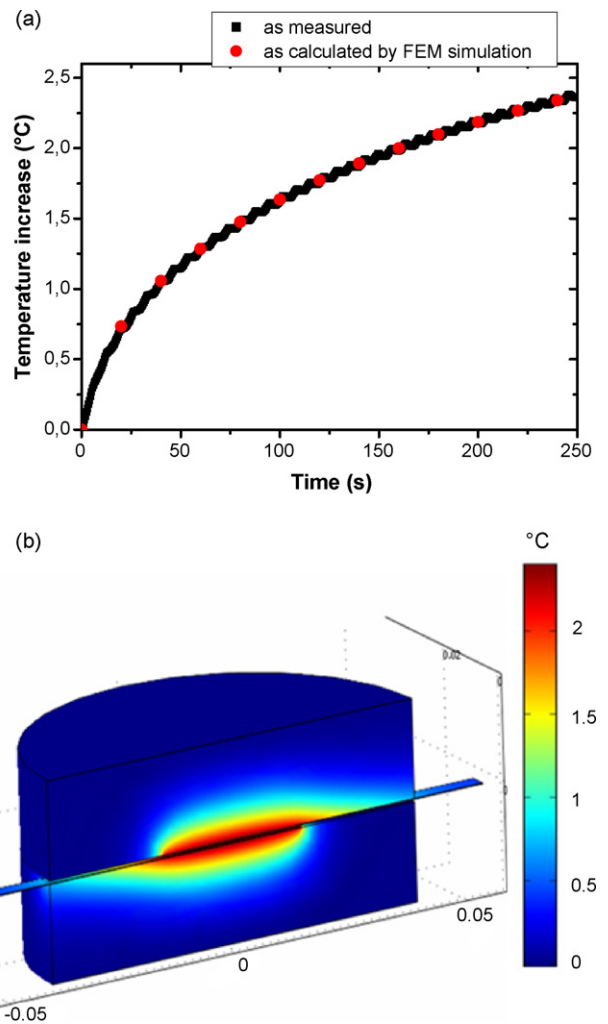 (a)
as measured
as calculated by FEM simulation
Temperature increase (°C)
2,5
2,0
1,5
1,0
0,5
0,0
0 50 100 150 200 250
Time (s)
(b)
°C
2
1.5
1
0.5
0
0.02
0
0
0.05
0
-0.05